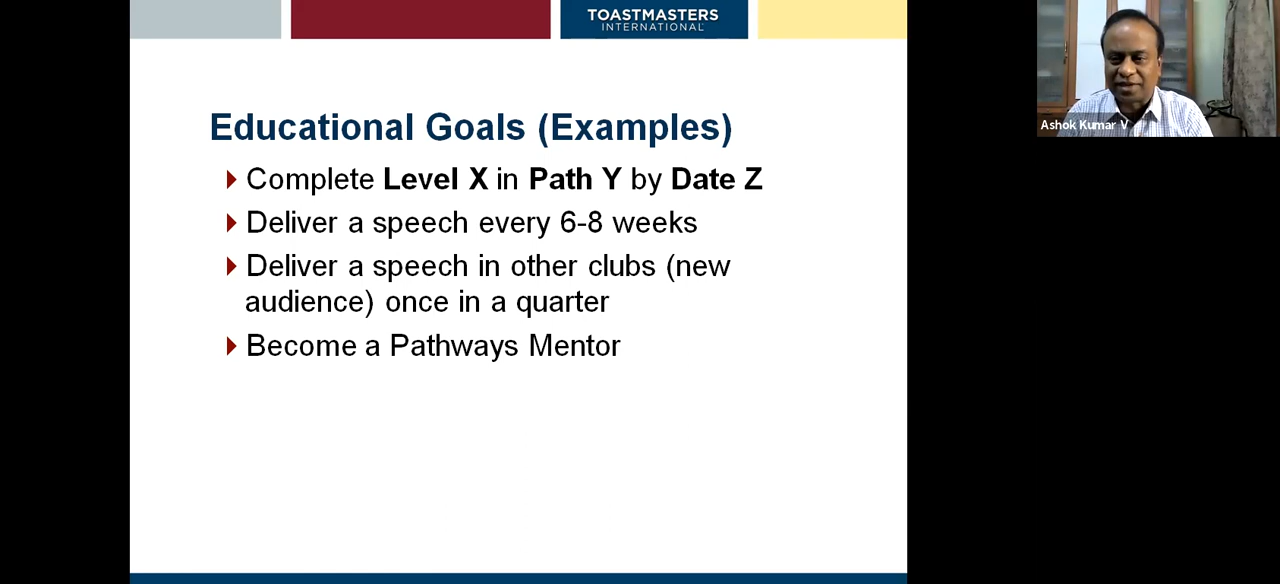 TOASTMASTERS
INTERNATIONAL
Educational Goals (Examples)
Complete Level X in Path Y by Date Z
Deliver a speech every 6-8 weeks
Deliver a speech in other clubs (new
audience) once in a quarter
Become a Pathways Mentor
Ashok Kumar V